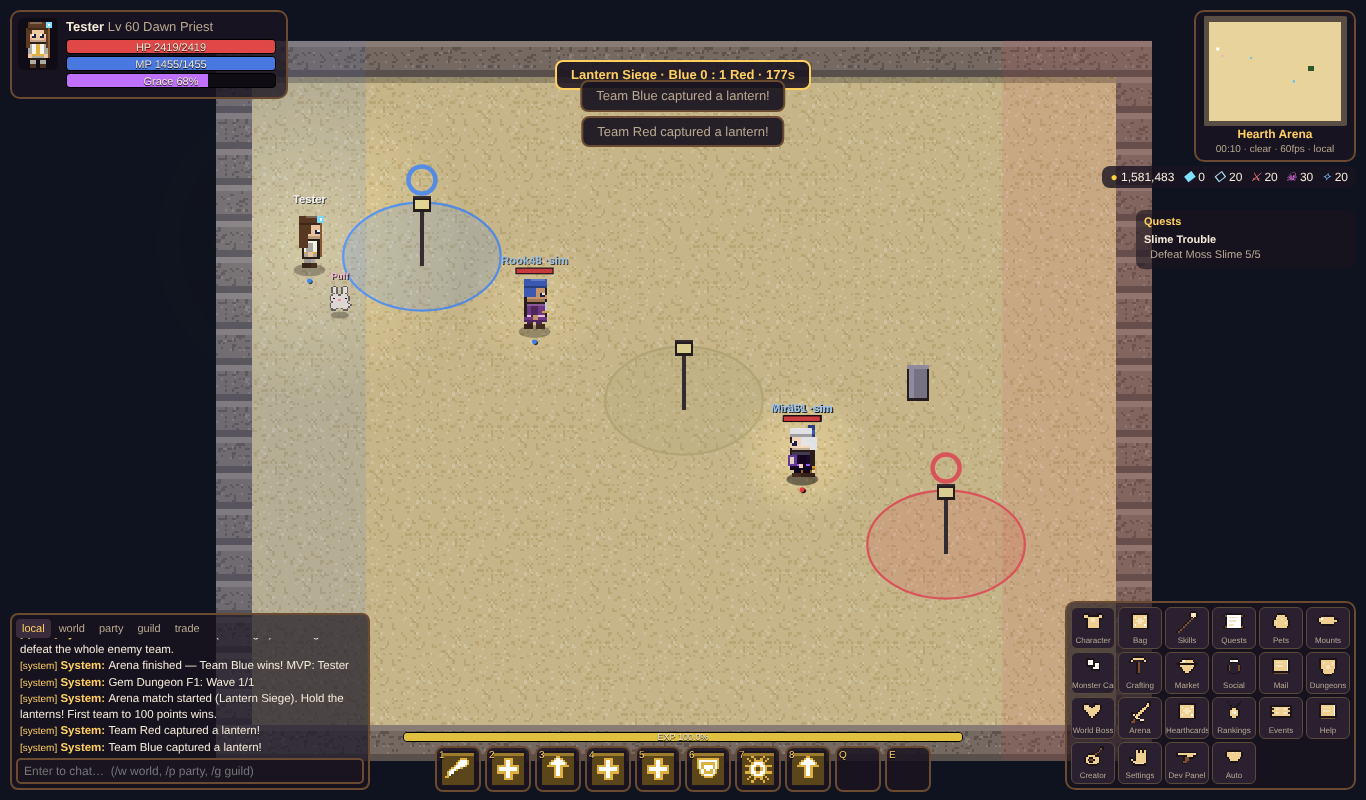 Tester Lv 60 Dawn Priest
HP 2419/2419
MP 1455/1455
Grace 68%
Lantern Siege · Blue 0 : 1 Red · 177s
Team Blue captured a lantern!
Team Red captured a lantern!
Hearth Arena
00:10 · clear · 60fps · local
1,581,483 0 20 20 30 20
Quests
Slime Trouble
Defeat Moss Slime 5/5
Tester
Puff
Rook48 ·sim
·sim
local world party guild trade
defeat the whole enemy team.
[system] System: Arena finished — Team Blue wins! MVP: Tester
[system] System: Gem Dungeon F1: Wave 1/1
[system] System: Arena match started (Lantern Siege). Hold the
lanterns! First team to 100 points wins.
[system] System: Team Red captured a lantern!
[system] System: Team Blue captured a lantern!
Enter to chat… (/w world, /p party, /g guild)
EXP 100.0%
1 2 3 4 5 6 7 8 Q E
Character Bag Skills Quests Pets Mounts
Monster Ca Crafting Market Social Mail Dungeons
World Boss Arena Hearthcards Rankings Events Help
Creator Settings Dev Panel Auto